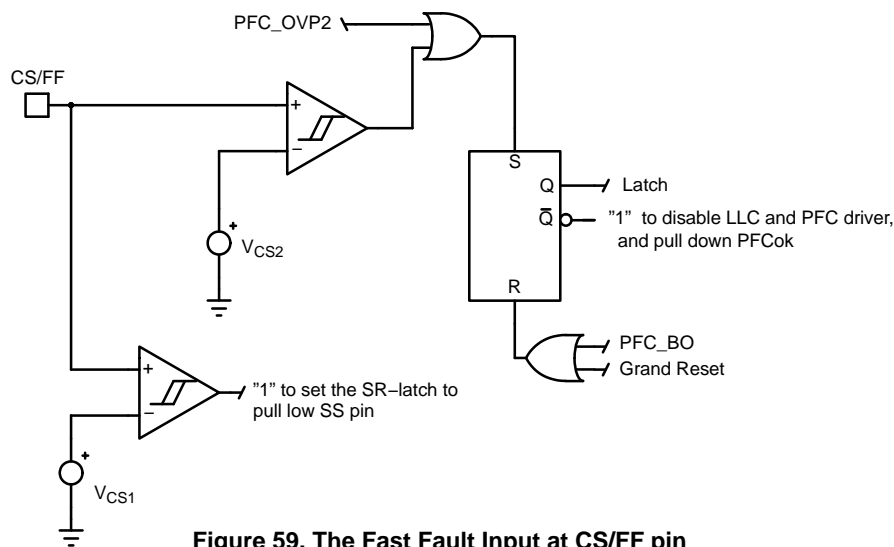 PFC_OVP2
CS/FF
+
−
S
Q
Latch
Q̅
”1” to disable LLC and PFC driver,
and pull down PFCok
+
VCS2
R
PFC_BO
Grand Reset
+
−
”1” to set the SR−latch to
pull low SS pin
+
VCS1
Figure 59. The Fast Fault Input at CS/FF pin